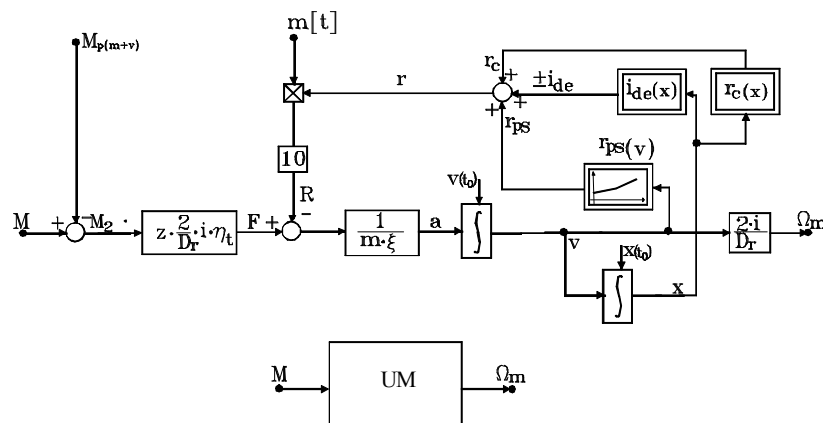 m[t]
M_p(m+v)
r_c
+
±i_de
i_de(x)
r_c(x)
r
+
+
r_ps
10
r_ps(v)
R
v(t_0)
M
+
-
M_2
z·2/D_r·i·η_t
F
+
-
1/m·ξ
a
∫
v
2·i/D_r
Ω_m
x(t_0)
∫
x
M
UM
Ω_m